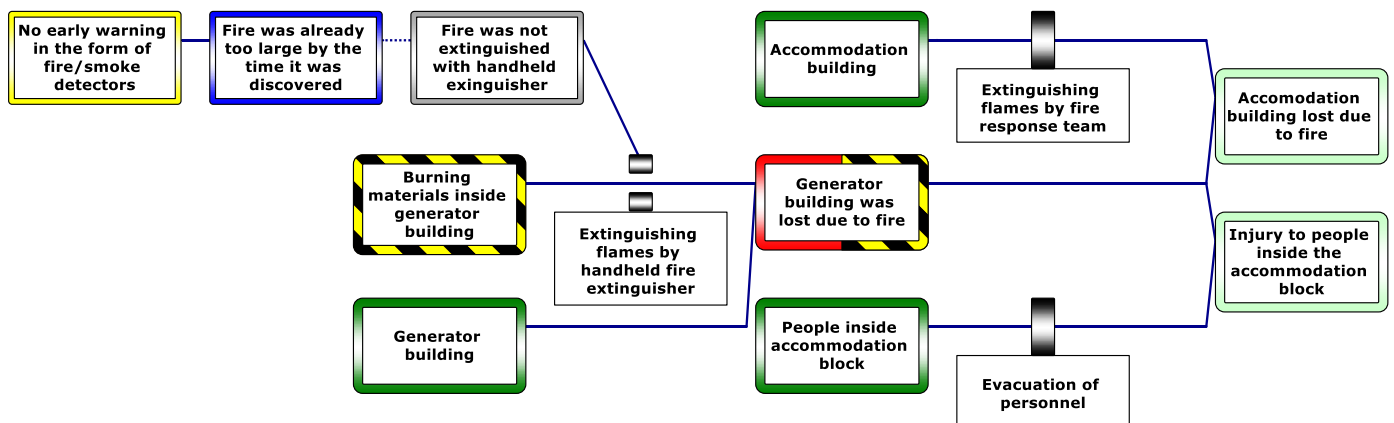 No early warning
in the form of
fire/smoke
detectors
Fire was already
too large by the
time it was
discovered
Fire was not
extinguished
with handheld
exinguisher
Accommodation
building
Extinguishing
flames by fire
response team
Accomodation
building lost due
to fire
Burning
materials inside
generator
building
Extinguishing
flames by
handheld fire
extinguisher
Generator
building was
lost due to fire
Injury to people
inside the
accommodation
block
Generator
building
People inside
accommodation
block
Evacuation of
personnel